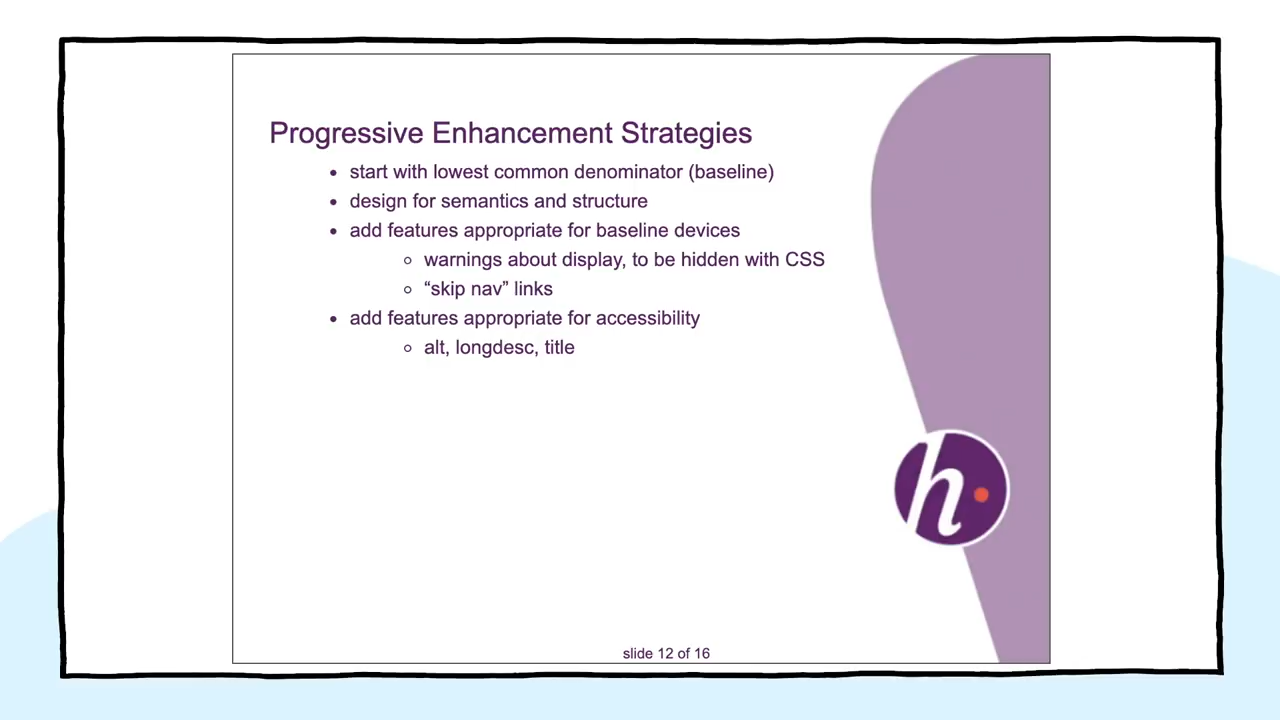 Progressive Enhancement Strategies
• start with lowest common denominator (baseline)
• design for semantics and structure
• add features appropriate for baseline devices
◦ warnings about display, to be hidden with CSS
◦ “skip nav” links
• add features appropriate for accessibility
◦ alt, longdesc, title
h
slide 12 of 16